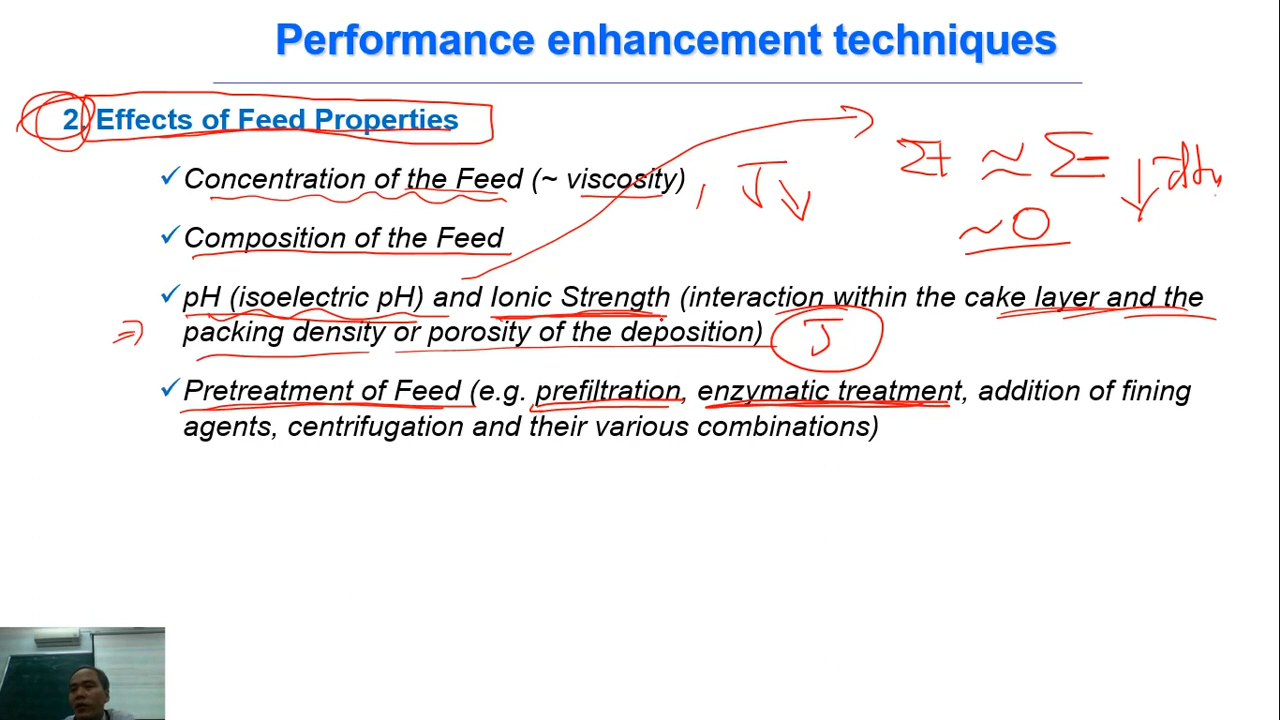 Performance enhancement techniques
2. Effects of Feed Properties
✓ Concentration of the Feed (~ viscosity) , J ↓
✓ Composition of the Feed
Σ+ ≈ Σ- ↓
~0
✓ pH (isoelectric pH) and Ionic Strength (interaction within the cake layer and the
⇒ packing density or porosity of the deposition) J
✓ Pretreatment of Feed (e.g. prefiltration, enzymatic treatment, addition of fining
agents, centrifugation and their various combinations)